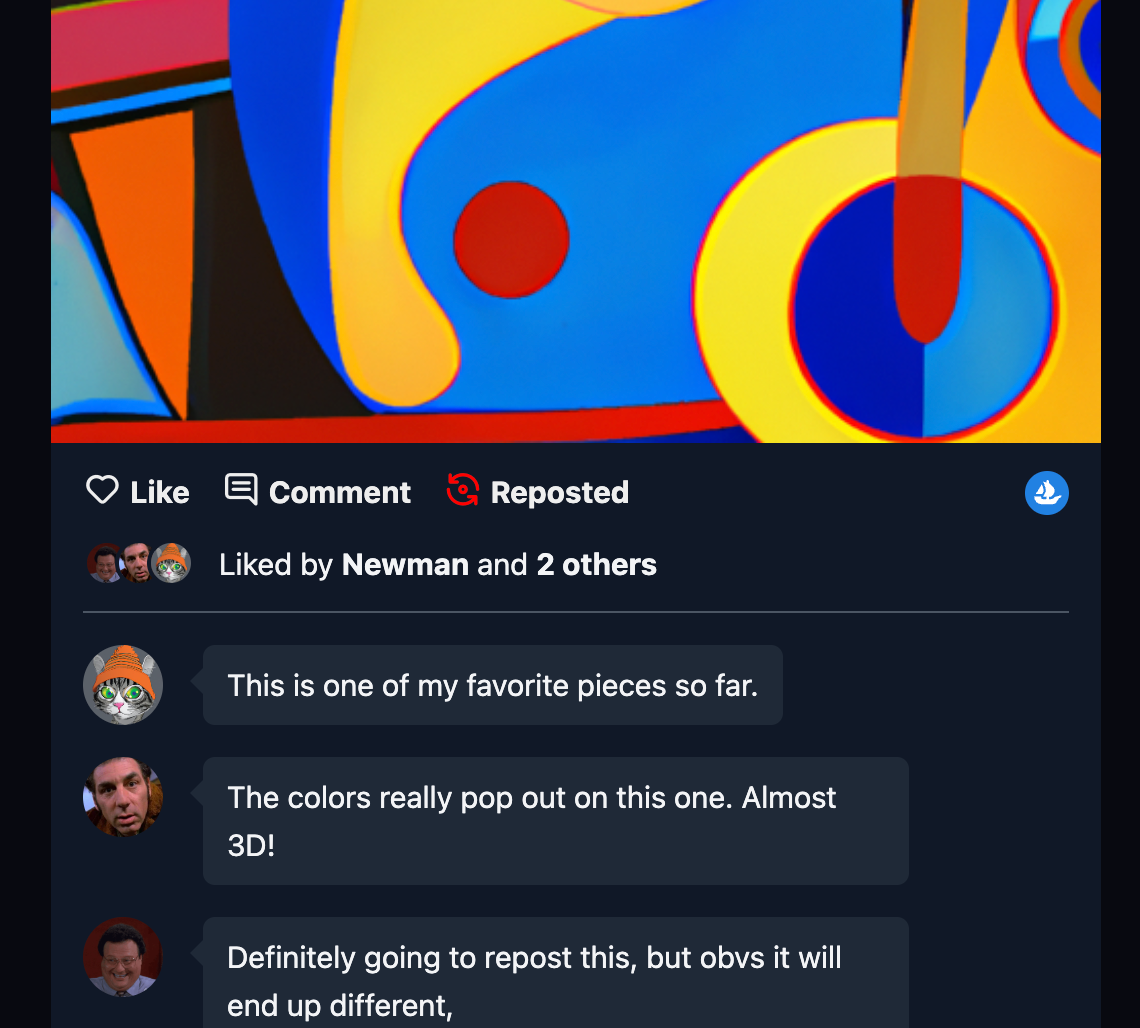 Like Comment Reposted
Liked by Newman and 2 others
This is one of my favorite pieces so far.
The colors really pop out on this one. Almost
3D!
Definitely going to repost this, but obvs it will
end up different,